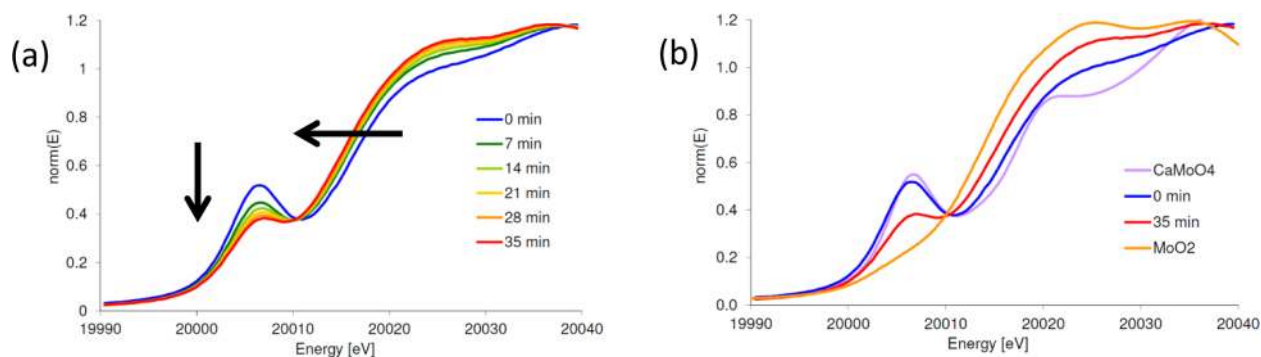 (a)
norm(E)
1.2
1
0.8
0.6
0.4
0.2
0
19990
20000
20010
20020
20030
20040
Energy [eV]
0 min
7 min
14 min
21 min
28 min
35 min
(b)
norm(E)
1.2
1.0
0.8
0.6
0.4
0.2
0.0
19990
20000
20010
20020
20030
20040
Energy [eV]
CaMoO4
0 min
35 min
MoO2